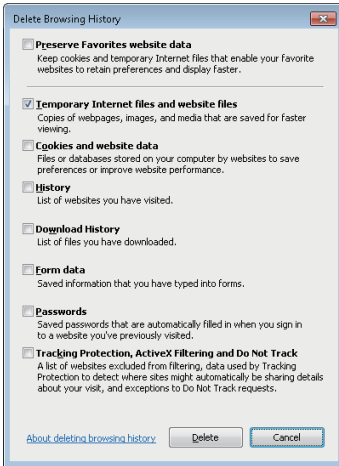 Delete Browsing History
Preserve Favorites website data
Keep cookies and temporary Internet files that enable your favorite
websites to retain preferences and display faster.
Temporary Internet files and website files
Copies of webpages, images, and media that are saved for faster
viewing.
Cookies and website data
Files or databases stored on your computer by websites to save
preferences or improve website performance.
History
List of websites you have visited.
Download History
List of files you have downloaded.
Form data
Saved information that you have typed into forms.
Passwords
Saved passwords that are automatically filled in when you sign in
to a website you've previously visited.
Tracking Protection, ActiveX Filtering and Do Not Track
A list of websites excluded from filtering, data used by Tracking
Protection to detect where sites might automatically be sharing details
about your visit, and exceptions to Do Not Track requests.
About deleting browsing history Delete Cancel